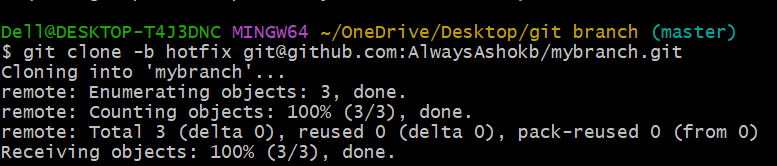 Dell@DESKTOP-T4J3DNC MINGW64 ~/OneDrive/Desktop/git branch (master)
$ git clone -b hotfix git@github.com:AlwaysAshokb/mybranch.git
Cloning into 'mybranch'...
remote: Enumerating objects: 3, done.
remote: Counting objects: 100% (3/3), done.
remote: Total 3 (delta 0), reused 0 (delta 0), pack-reused 0 (from 0)
Receiving objects: 100% (3/3), done.